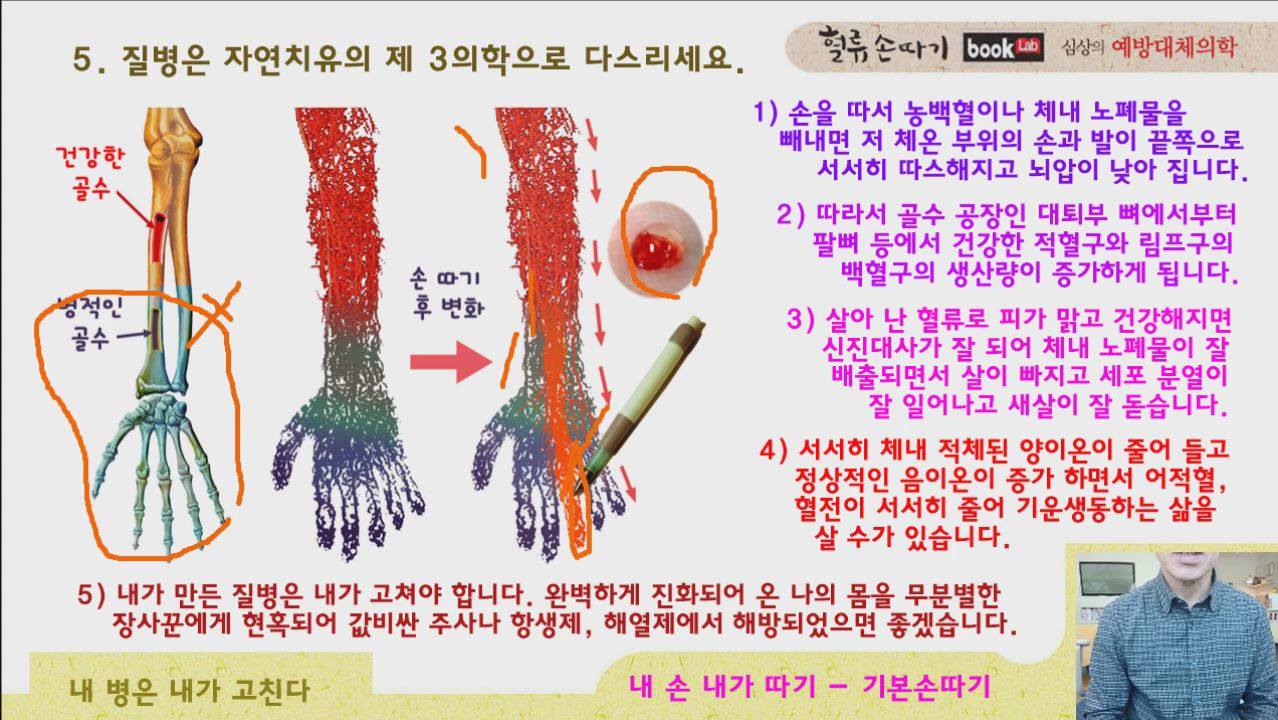 5. 질병은 자연치유의 제 3의학으로 다스리세요.
혈류 손따기 book Lab 심상의 예방대체의학
건강한
골수
병적인
골수
손 따기
후 변화
1) 손을 따서 농백혈이나 체내 노폐물을
빼내면 저 체온 부위의 손과 발이 끝쪽으로
서서히 따스해지고 뇌압이 낮아 집니다.
2) 따라서 골수 공장인 대퇴부 뼈에서부터
팔뼈 등에서 건강한 적혈구와 림프구의
백혈구의 생산량이 증가하게 됩니다.
3) 살아 난 혈류로 피가 맑고 건강해지면
신진대사가 잘 되어 체내 노폐물이 잘
배출되면서 살이 빠지고 세포 분열이
잘 일어나고 새살이 잘 돋습니다.
4) 서서히 체내 적체된 양이온이 줄어 들고
정상적인 음이온이 증가 하면서 어적혈,
혈전이 서서히 줄어 기운생동하는 삶을
살 수가 있습니다.
5) 내가 만든 질병은 내가 고쳐야 합니다. 완벽하게 진화되어 온 나의 몸을 무분별한
장사꾼에게 현혹되어 값비싼 주사나 항생제, 해열제에서 해방되었으면 좋겠습니다.
내 병은 내가 고친다
내 손 내가 따기 - 기본손따기